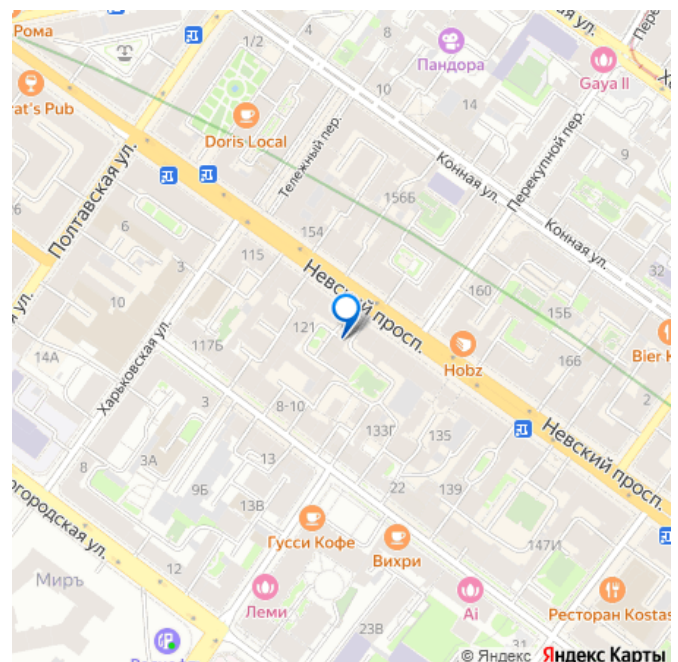 Рома
1/2
4
8
Пандора
Gaya II
10
14
rat's Pub
Doris Local
9
Тележный пер.
Перекупной пер.
Конная ул.
Полтавская ул.
156Б
6
6
154
Конная ул.
3
115
Невский просп.
32
160
10
15Б
121
Hobz
166
Bier K
117Б
14А
Харьковская ул.
2
8-10
133Г
135
Невский просп.
3
13
3А
8
22
139
9Б
13В
Гусси Кофе
Вихри
147И
12
Миръ
Леми
Ai
Ресторан Kostas
23В
31
© Яндекс Яндекс Карты